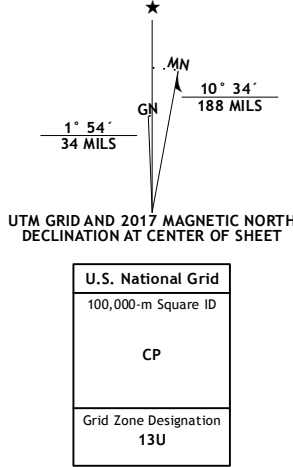 ★
MN
GN
10° 34´
188 MILS
1° 54´
34 MILS
UTM GRID AND 2017 MAGNETIC NORTH
DECLINATION AT CENTER OF SHEET
U.S. National Grid
100,000-m Square ID
CP
Grid Zone Designation
13U